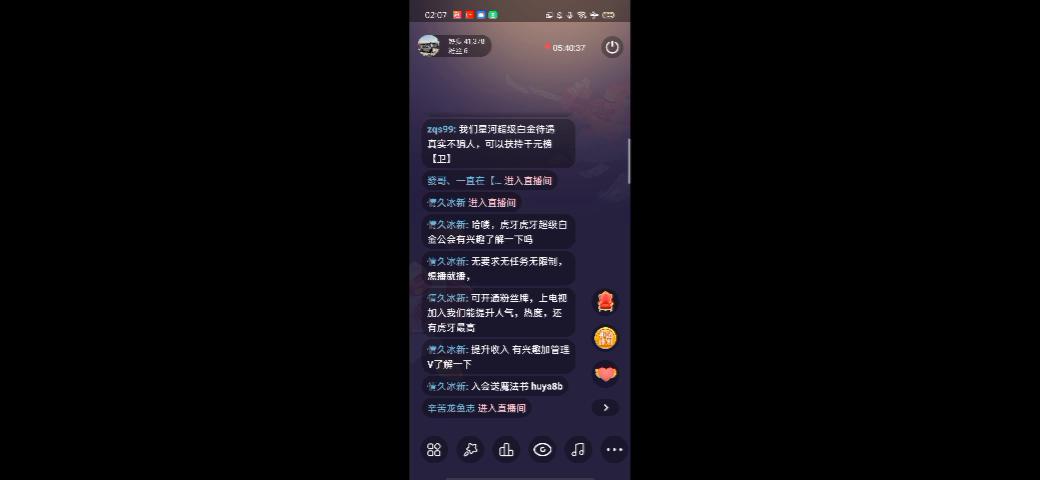 02:07
热度 41,378
粉丝 6
05:40:37
zqs99: 我们星河超级白金待遇
真实不骗人，可以扶持千元榜
【卫】
發哥、一直在【... 进入直播间
情久冰新 进入直播间
情久冰新: 哈喽，虎牙虎牙超级白
金公会有兴趣了解一下吗
情久冰新: 无要求无任务无限制，
想播就播，
情久冰新: 可开通粉丝牌，上电视
加入我们能提升人气，热度，还
有虎牙最高
情久冰新: 提升收入 有兴趣加管理
V了解一下
情久冰新: 入会送魔法书 huya8b
辛苦龙鱼志 进入直播间